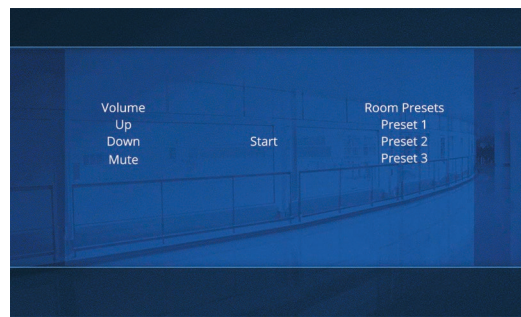 Volume
Up
Down
Mute
Start
Room Presets
Preset 1
Preset 2
Preset 3